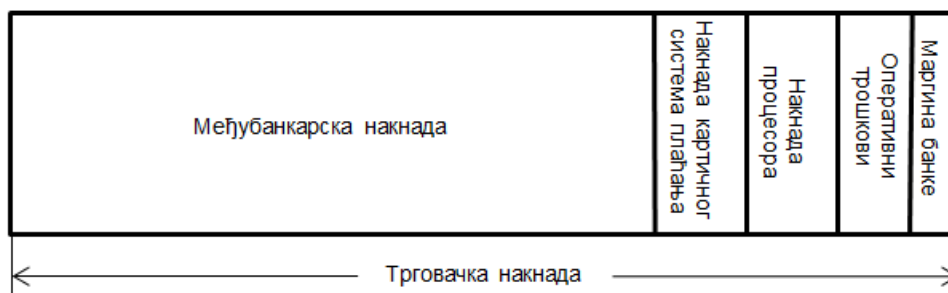 Међубанкарска накнада
Накнада картичног
система плаћања
Накнада
процесора
Оперативни
трошкови
Маргина банке
Трговачка накнада